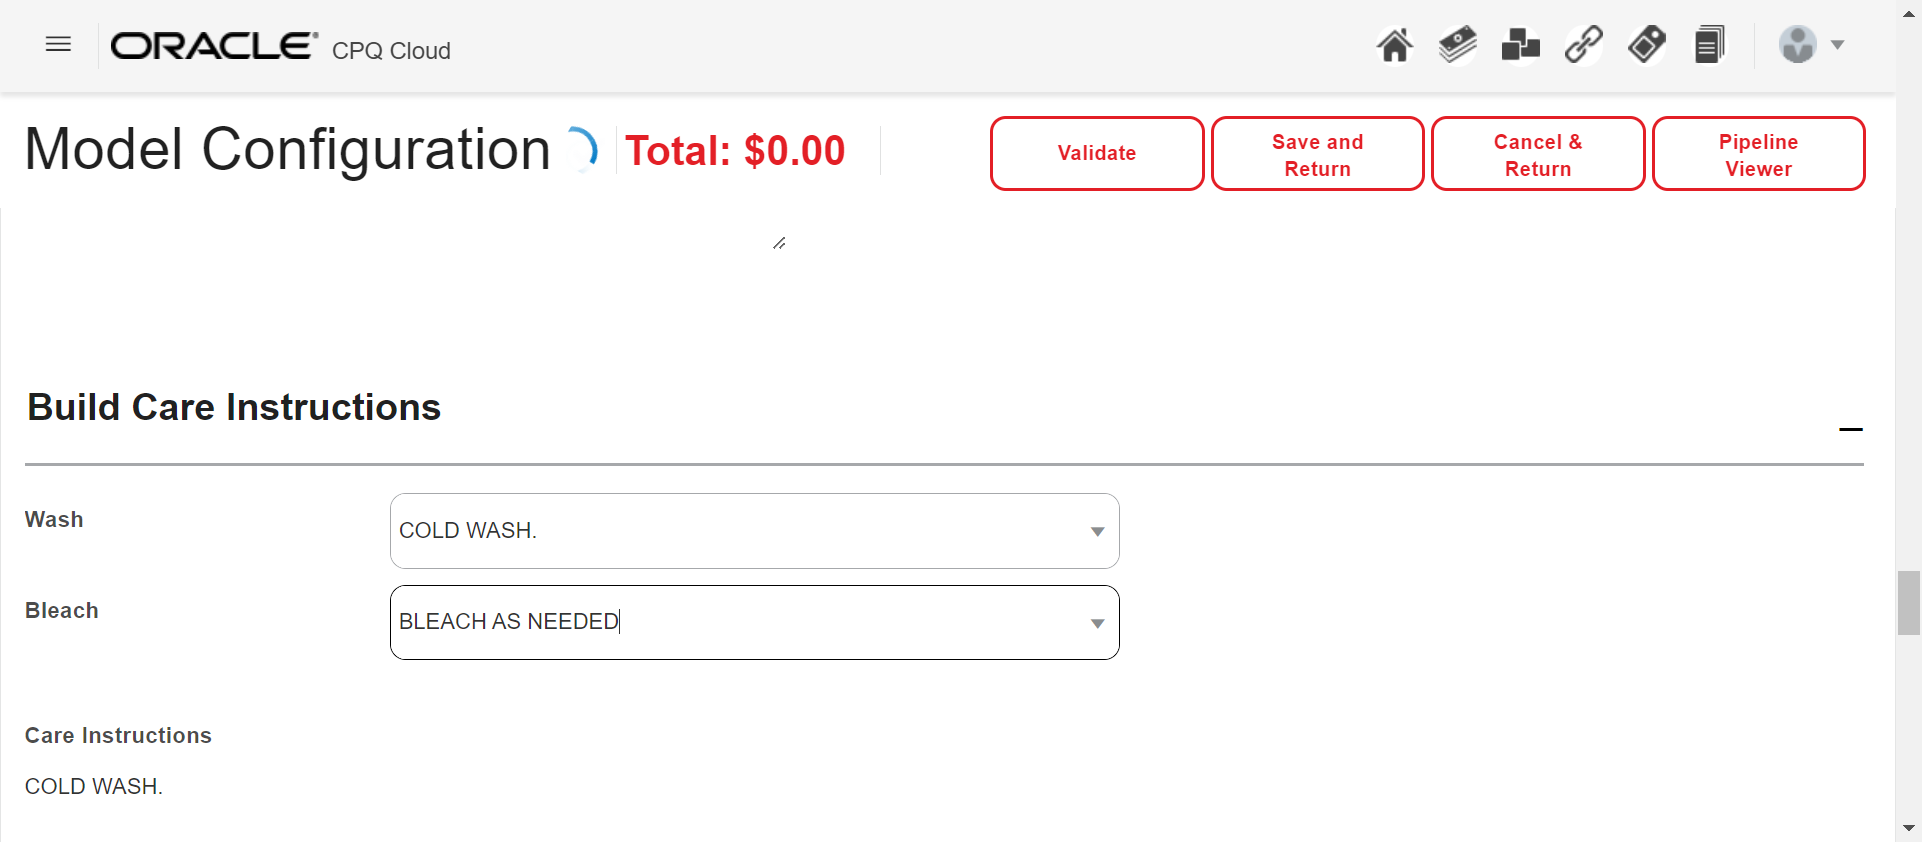 ORACLE® CPQ Cloud
Model Configuration
Total: $0.00
Validate
Save and
Return
Cancel &
Return
Pipeline
Viewer
Build Care Instructions
Wash
COLD WASH.
Bleach
BLEACH AS NEEDED
Care Instructions
COLD WASH.